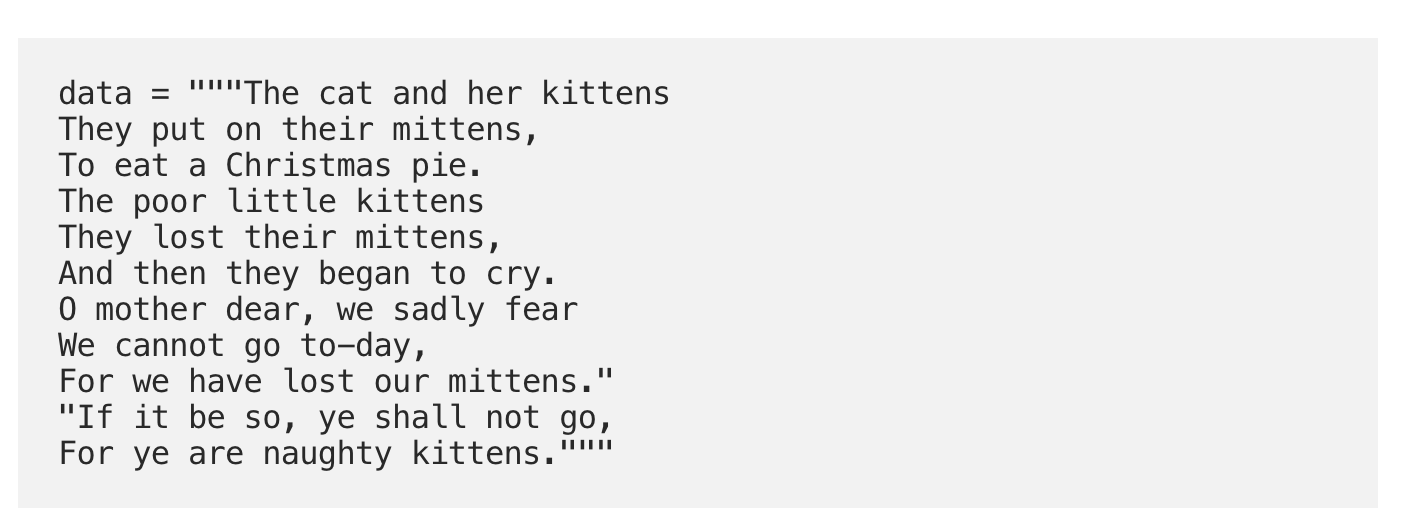 data = """The cat and her kittens
They put on their mittens,
To eat a Christmas pie.
The poor little kittens
They lost their mittens,
And then they began to cry.
O mother dear, we sadly fear
We cannot go to-day,
For we have lost our mittens."
"If it be so, ye shall not go,
For ye are naughty kittens."""